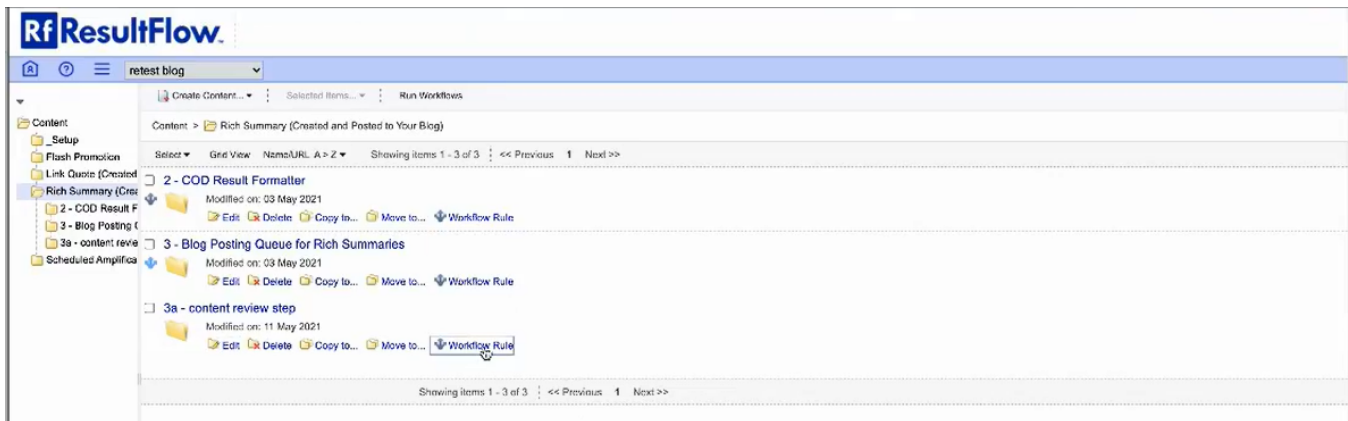 Rf ResultFlow.
retest blog
Create Content... Selected Items... Run Workflows
Content
Content > Rich Summary (Created and Posted to Your Blog)
_Setup
Flash Promotion
Select Grid View Name/URL A > Z Showing items 1 - 3 of 3 << Previous 1 Next >>
Link Quote (Created
2 - COD Result Formatter
Rich Summary (Crea
Modified on: 03 May 2021
2 - COD Result F
Edit Delete Copy to... Move to... Workflow Rule
3 - Blog Posting (
3a - content revie
3 - Blog Posting Queue for Rich Summaries
Scheduled Amplifica
Modified on: 03 May 2021
Edit Delete Copy to... Move to... Workflow Rule
3a - content review step
Modified on: 11 May 2021
Edit Delete Copy to... Move to... Workflow Rule
Showing items 1 - 3 of 3 << Previous 1 Next >>